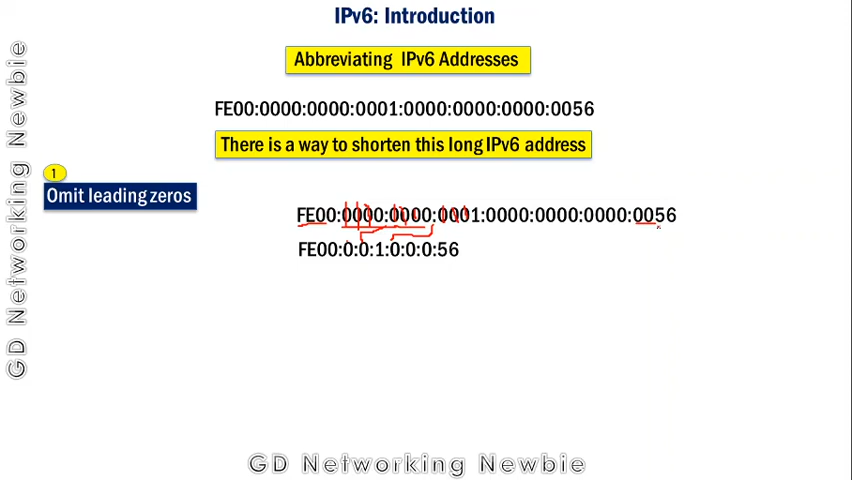 IPv6: Introduction
Abbreviating IPv6 Addresses
FE00:0000:0000:0001:0000:0000:0000:0056
There is a way to shorten this long IPv6 address
1
Omit leading zeros
FE00:0000:0000:0001:0000:0000:0000:0056
FE00:0:0:1:0:0:0:56
GD Networking Newbie
GD Networking Newbie